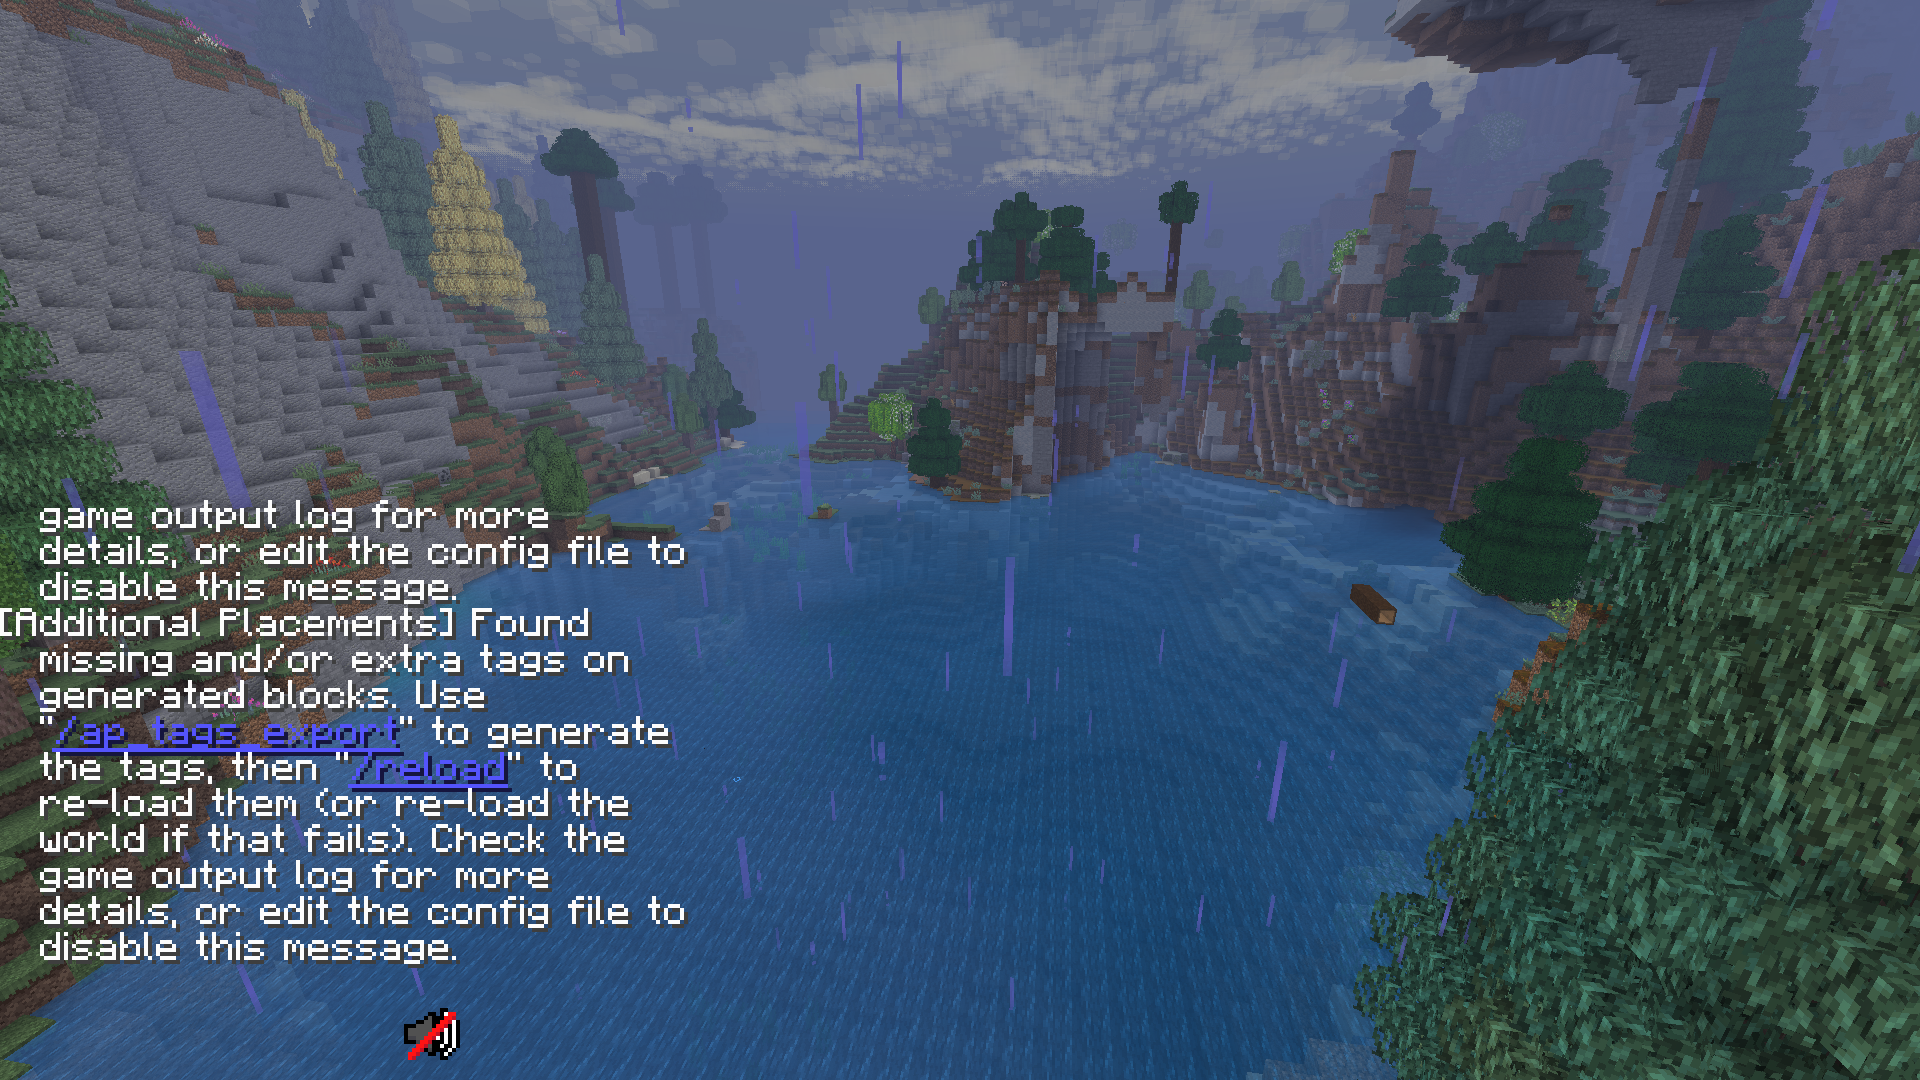 game output log for more
details, or edit the config file to
disable this message.
[Additional Placements] Found
missing and/or extra tags on
generated blocks. Use
"/ap_tags_export" to generate
the tags, then "/reload" to
re-load them (or re-load the
world if that fails). Check the
game output log for more
details, or edit the config file to
disable this message.